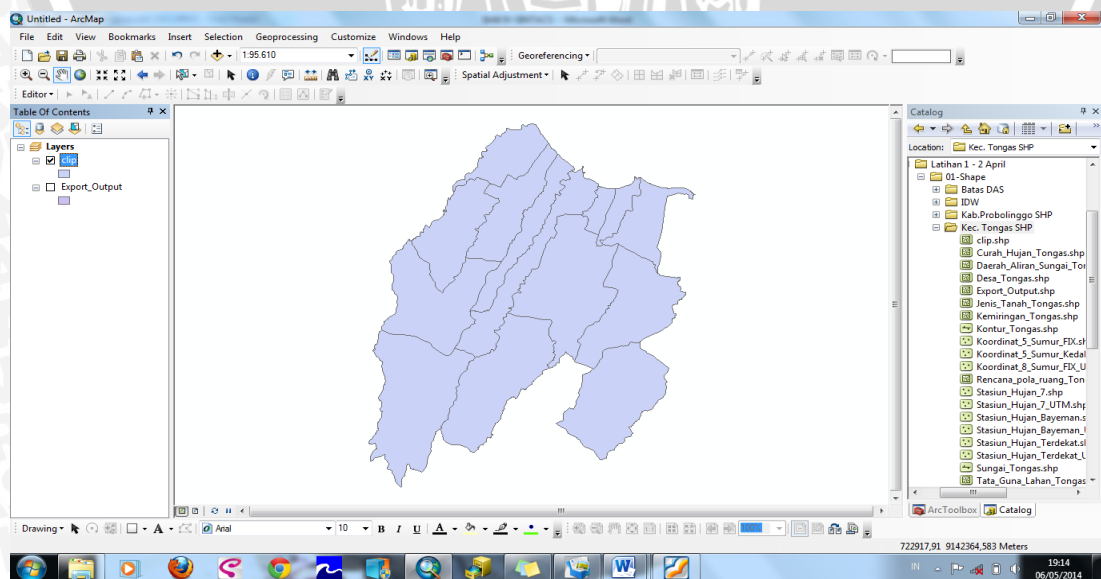 Untitled - ArcMap
File Edit View Bookmarks Insert Selection Geoprocessing Customize Windows Help
1:95.610
Georeferencing
Spatial Adjustment
Editor
Table Of Contents
Layers
clip
Export_Output
Catalog
Location: Kec. Tongas SHP
Latihan 1 - 2 April
01-Shape
Batas DAS
IDW
Kab.Probolinggo SHP
Kec. Tongas SHP
clip.shp
Curah_Hujan_Tongas.shp
Daerah_Aliran_Sungai_Ton
Desa_Tongas.shp
Export_Output.shp
Jenis_Tanah_Tongas.shp
Kemiringan_Tongas.shp
Kontur_Tongas.shp
Koordinat_5_Sumur_FIX.sh
Koordinat_5_Sumur_Kedal
Koordinat_8_Sumur_FIX_U
Rencana_pola_ruang_Ton
Stasiun_Hujan_7.shp
Stasiun_Hujan_7_UTM.shp
Stasiun_Hujan_Bayeman.s
Stasiun_Hujan_Bayeman_U
Stasiun_Hujan_Terdekat.sh
Stasiun_Hujan_Terdekat_U
Sungai_Tongas.shp
Tata_Guna_Lahan_Tongas
ArcToolbox Catalog
Drawing A Arial 10 B I U A 100%
722917,91 9142364,583 Meters
IN 19:14
06/05/2014